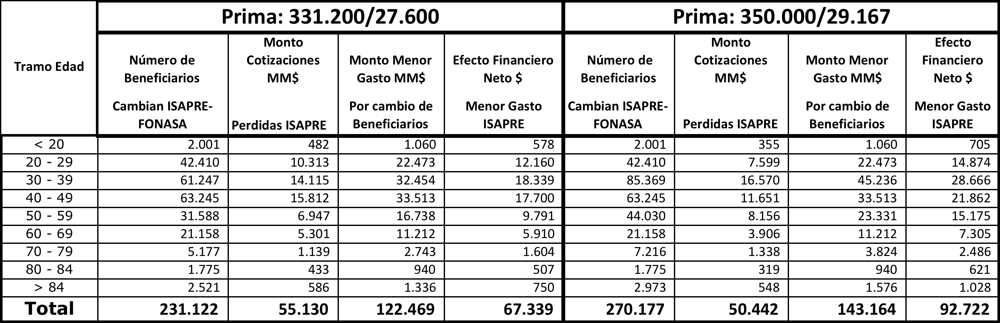 Prima: 331.200/27.600 Prima: 350.000/29.167
Tramo Edad
Número de Beneficiarios
Cambian ISAPRE-FONASA
Monto Cotizaciones MM$
Perdidas ISAPRE
Monto Menor Gasto MM$
Por cambio de Beneficiarios
Efecto Financiero Neto $
Menor Gasto ISAPRE
Número de Beneficiarios
Cambian ISAPRE-FONASA
Monto Cotizaciones MM$
Perdidas ISAPRE
Monto Menor Gasto MM$
Por cambio de Beneficiarios
Efecto Financiero Neto $
Menor Gasto ISAPRE
< 20 2.001 482 1.060 578 2.001 355 1.060 705
20 - 29 42.410 10.313 22.473 12.160 42.410 7.599 22.473 14.874
30 - 39 61.247 14.115 32.454 18.339 85.369 16.570 45.236 28.666
40 - 49 63.245 15.812 33.513 17.700 63.245 11.651 33.513 21.862
50 - 59 31.588 6.947 16.738 9.791 44.030 8.156 23.331 15.175
60 - 69 21.158 5.301 11.212 5.910 21.158 3.906 11.212 7.305
70 - 79 5.177 1.139 2.743 1.604 7.216 1.338 3.824 2.486
80 - 84 1.775 433 940 507 1.775 319 940 621
> 84 2.521 586 1.336 750 2.973 548 1.576 1.028
Total 231.122 55.130 122.469 67.339 270.177 50.442 143.164 92.722